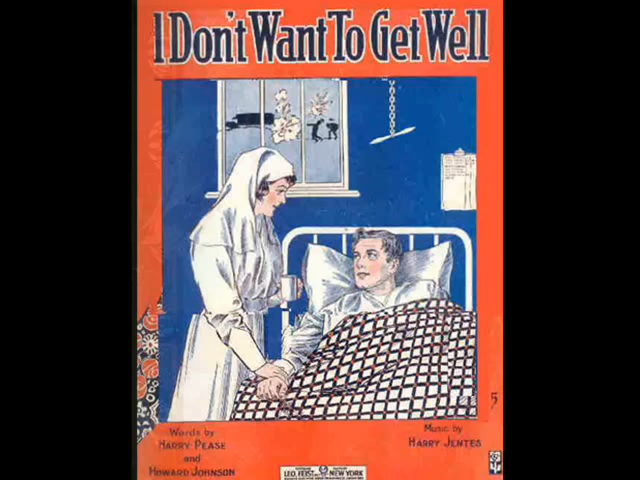 I Don't Want To Get Well
Words by
HARRY PEASE
and
HOWARD JOHNSON
Music by
HARRY JENTES
LEO. FEIST NEW YORK
5